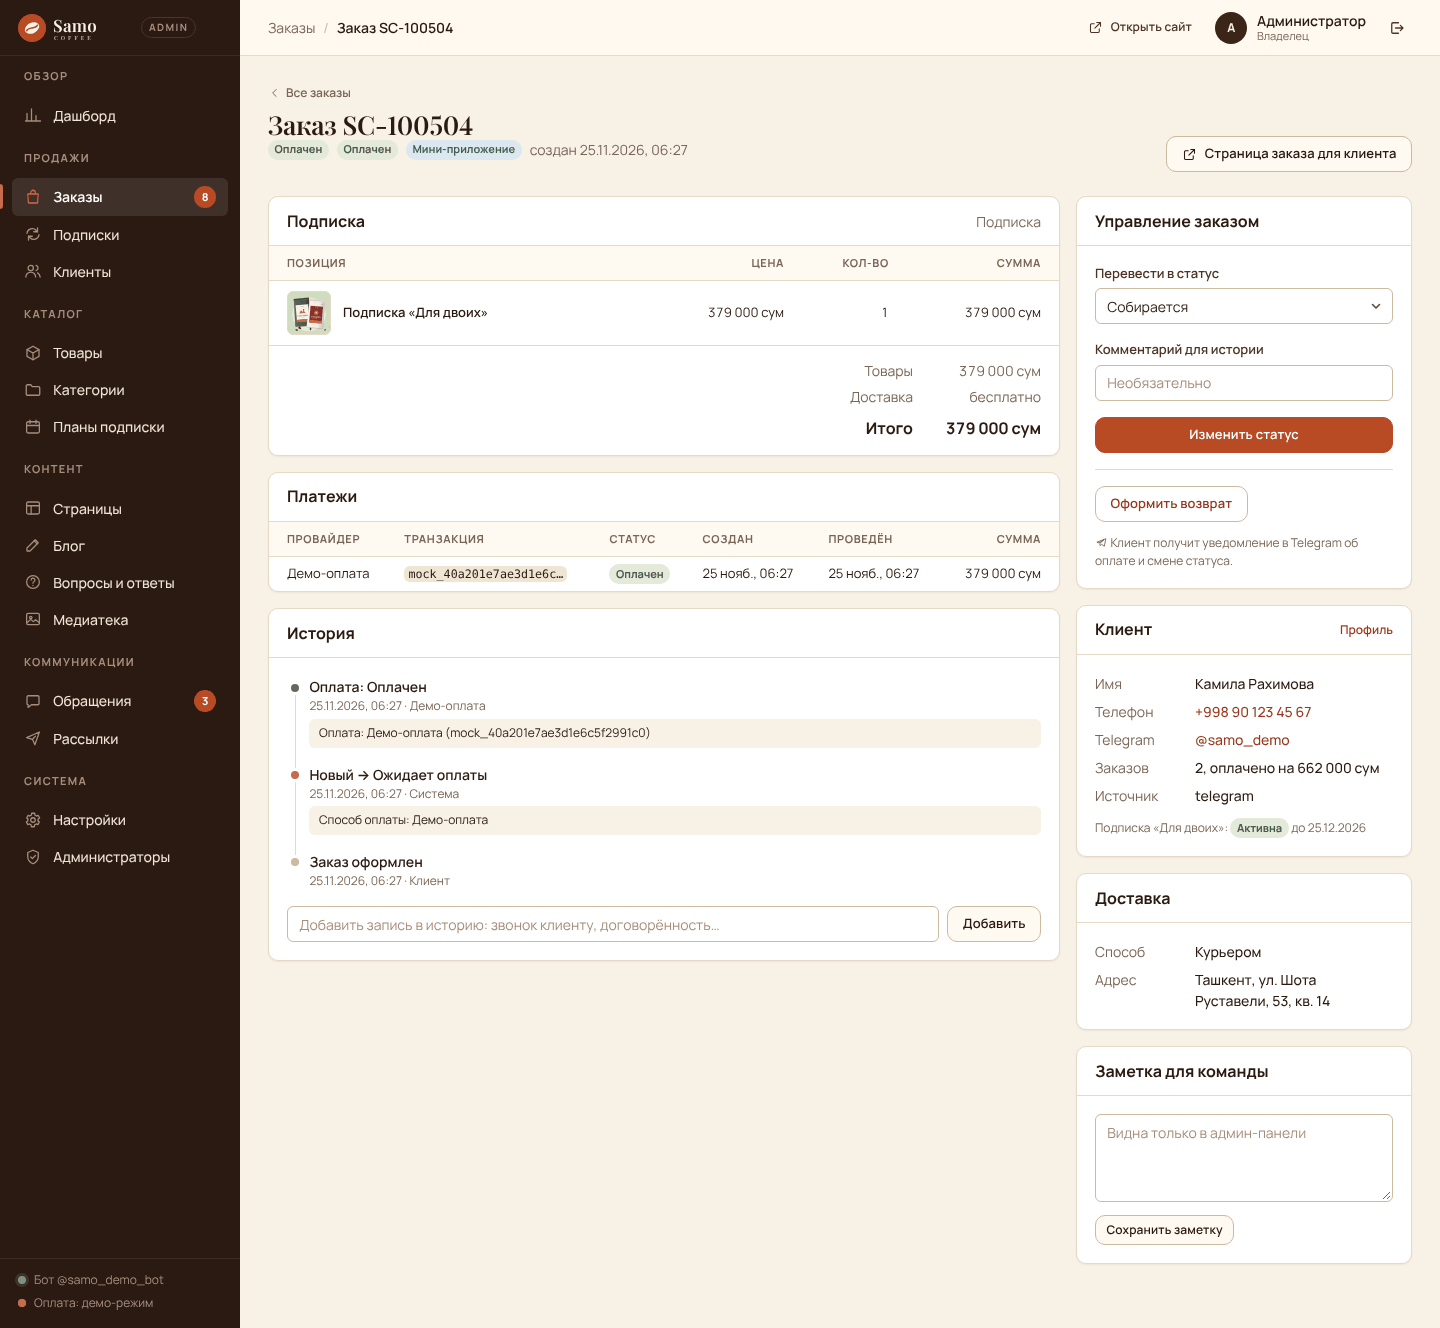 Samo
COFFEE
ADMIN
ОБЗОР
Дашборд
ПРОДАЖИ
Заказы
8
Подписки
Клиенты
КАТАЛОГ
Товары
Категории
Планы подписки
КОНТЕНТ
Страницы
Блог
Вопросы и ответы
Медиатека
КОММУНИКАЦИИ
Обращения
3
Рассылки
СИСТЕМА
Настройки
Администраторы
Бот @samo_demo_bot
Оплата: демо-режим
Заказы / Заказ SC-100504
Открыть сайт
А
Администратор
Владелец
Все заказы
Заказ SC-100504
Оплачен Оплачен Мини-приложение создан 25.11.2026, 06:27
Страница заказа для клиента
Подписка Подписка
ПОЗИЦИЯ ЦЕНА КОЛ-ВО СУММА
Подписка «Для двоих» 379 000 сум 1 379 000 сум
Товары 379 000 сум
Доставка бесплатно
Итого 379 000 сум
Платежи
ПРОВАЙДЕР ТРАНЗАКЦИЯ СТАТУС СОЗДАН ПРОВЕДЁН СУММА
Демо-оплата mock_40a201e7ae3d1e6c… Оплачен 25 нояб., 06:27 25 нояб., 06:27 379 000 сум
История
Оплата: Оплачен
25.11.2026, 06:27 · Демо-оплата
Оплата: Демо-оплата (mock_40a201e7ae3d1e6c5f2991c0)
Новый → Ожидает оплаты
25.11.2026, 06:27 · Система
Способ оплаты: Демо-оплата
Заказ оформлен
25.11.2026, 06:27 · Клиент
Добавить запись в историю: звонок клиенту, договорённость…
Добавить
Управление заказом
Перевести в статус
Собирается
Комментарий для истории
Необязательно
Изменить статус
Оформить возврат
Клиент получит уведомление в Telegram об
оплате и смене статуса.
Клиент Профиль
Имя Камила Рахимова
Телефон +998 90 123 45 67
Telegram @samo_demo
Заказов 2, оплачено на 662 000 сум
Источник telegram
Подписка «Для двоих»: Активна до 25.12.2026
Доставка
Способ Курьером
Адрес Ташкент, ул. Шота
Руставели, 53, кв. 14
Заметка для команды
Видна только в админ-панели
Сохранить заметку